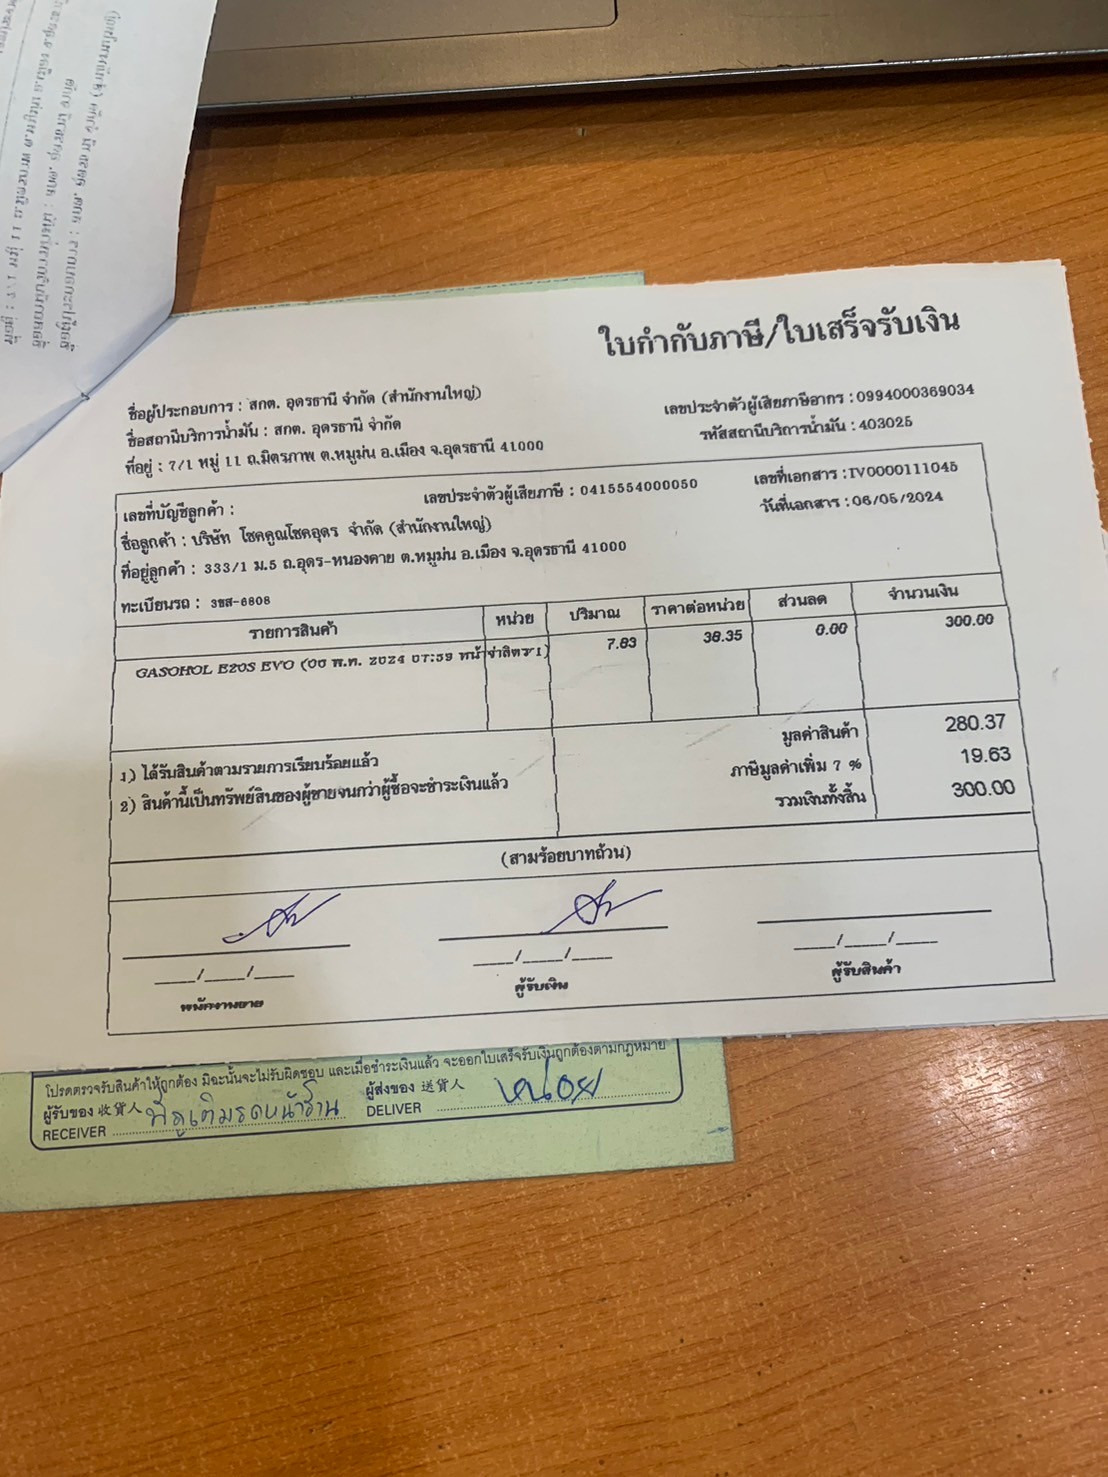 ใบกำกับภาษี/ใบเสร็จรับเงิน
ชื่อผู้ประกอบการ : สกต. อุดรธานี จำกัด (สำนักงานใหญ่)
เลขประจำตัวผู้เสียภาษีอากร : 0994000369034
ชื่อสถานีบริการน้ำมัน : สกต. อุดรธานี จำกัด
รหัสสถานีบริการน้ำมัน : 403025
ที่อยู่ : 7/1 หมู่ 11 ถ.มิตรภาพ ต.หมูม่น อ.เมือง จ.อุดรธานี 41000
เลขที่บัญชีลูกค้า : เลขประจำตัวผู้เสียภาษี : 0415554000050 เลขที่เอกสาร : IV0000111045
ชื่อลูกค้า : บริษัท โชคคูณโชคอุดร จำกัด (สำนักงานใหญ่) วันที่เอกสาร : 06/05/2024
ที่อยู่ลูกค้า : 333/1 ม.5 ถ.อุดร-หนองคาย ต.หมูม่น อ.เมือง จ.อุดรธานี 41000
ทะเบียนรถ : 3ขส-6808
รายการสินค้า หน่วย ปริมาณ ราคาต่อหน่วย ส่วนลด จำนวนเงิน
GASOHOL E20S EVO พ.ค. 2024 07:59 7.83 38.35 0.00 300.00
1) ได้รับสินค้าตามรายการเรียบร้อยแล้ว
2) สินค้านี้เป็นทรัพย์สินของผู้ขายจนกว่าผู้ซื้อจะชำระเงินแล้ว
มูลค่าสินค้า 280.37
ภาษีมูลค่าเพิ่ม 7 % 19.63
รวมเงินทั้งสิ้น 300.00
(สามร้อยบาทถ้วน)
____/____/____ ____/____/____ ____/____/____
พนักงานขาย ผู้รับเงิน ผู้รับสินค้า
โปรดตรวจรับสินค้าให้ถูกต้อง มิฉะนั้นจะไม่รับผิดชอบ และเมื่อชำระเงินแล้ว จะออกใบเสร็จรับเงินถูกต้องตามกฎหมาย
ผู้รับของ 收貨人 ผู้ส่งของ 送貨人
RECEIVER DELIVER หน่อย